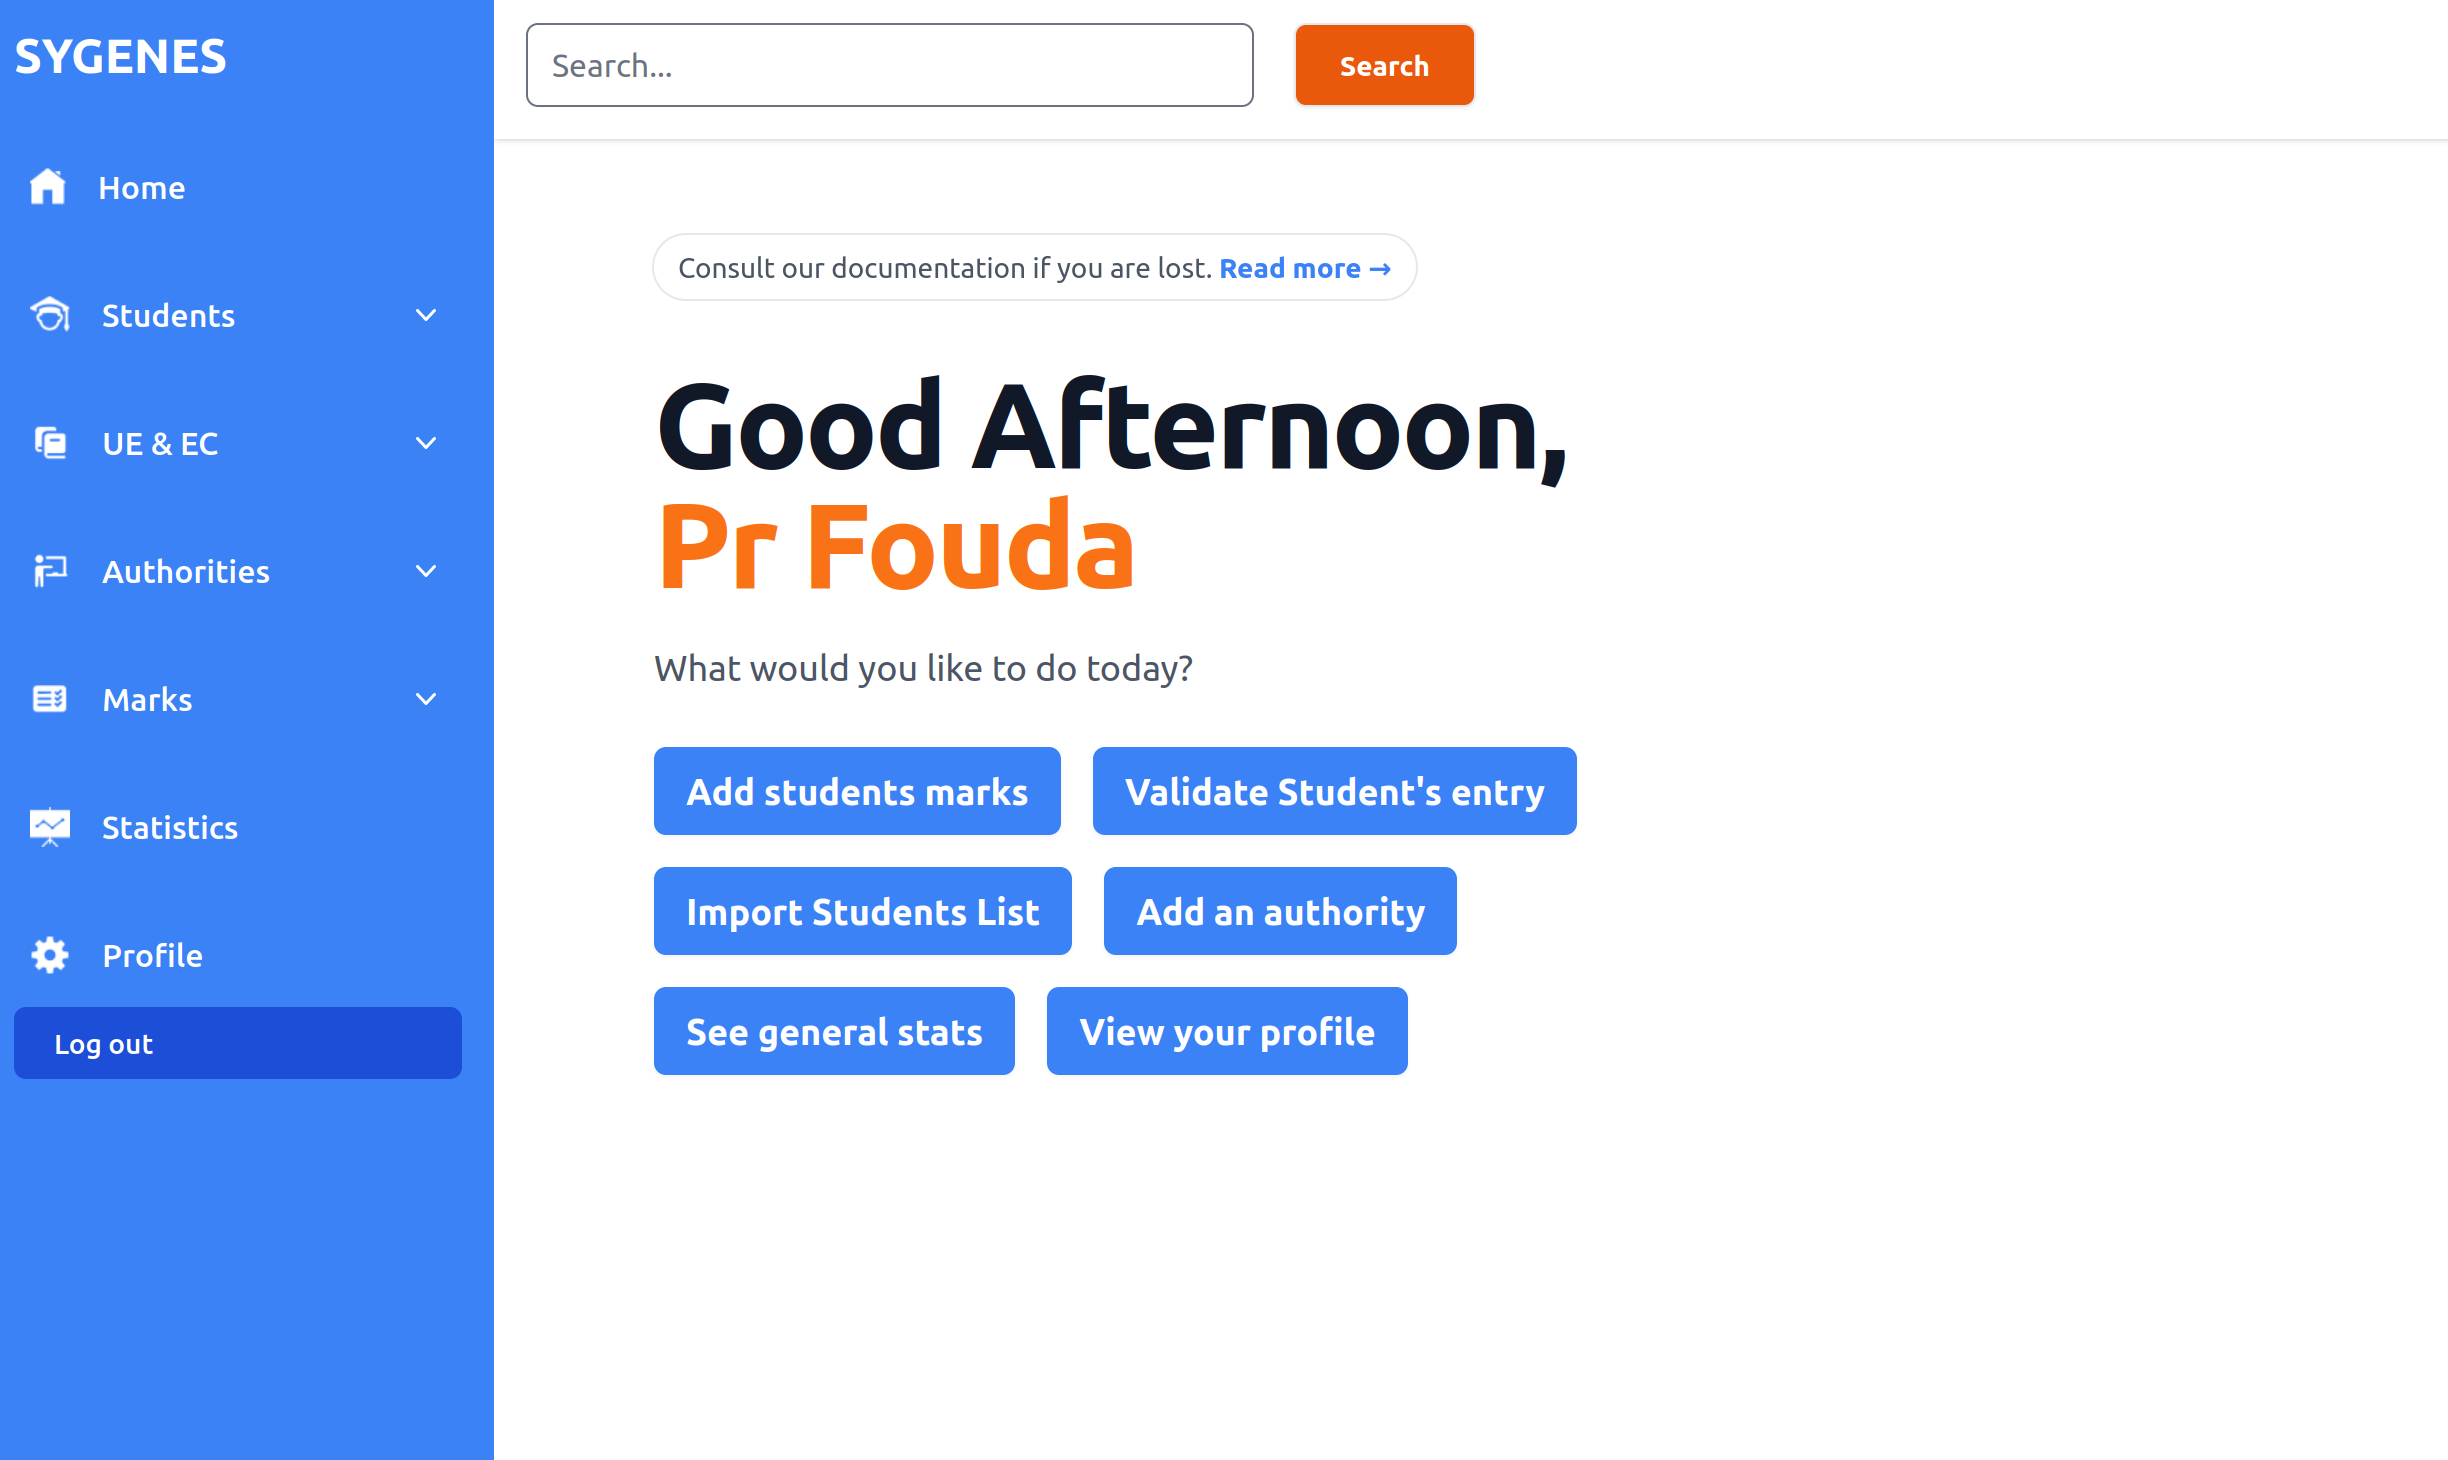 SYGENES
Home
Students
UE & EC
Authorities
Marks
Statistics
Profile
Log out
Search...
Search
Consult our documentation if you are lost. Read more →
Good Afternoon,
Pr Fouda
What would you like to do today?
Add students marks
Validate Student's entry
Import Students List
Add an authority
See general stats
View your profile